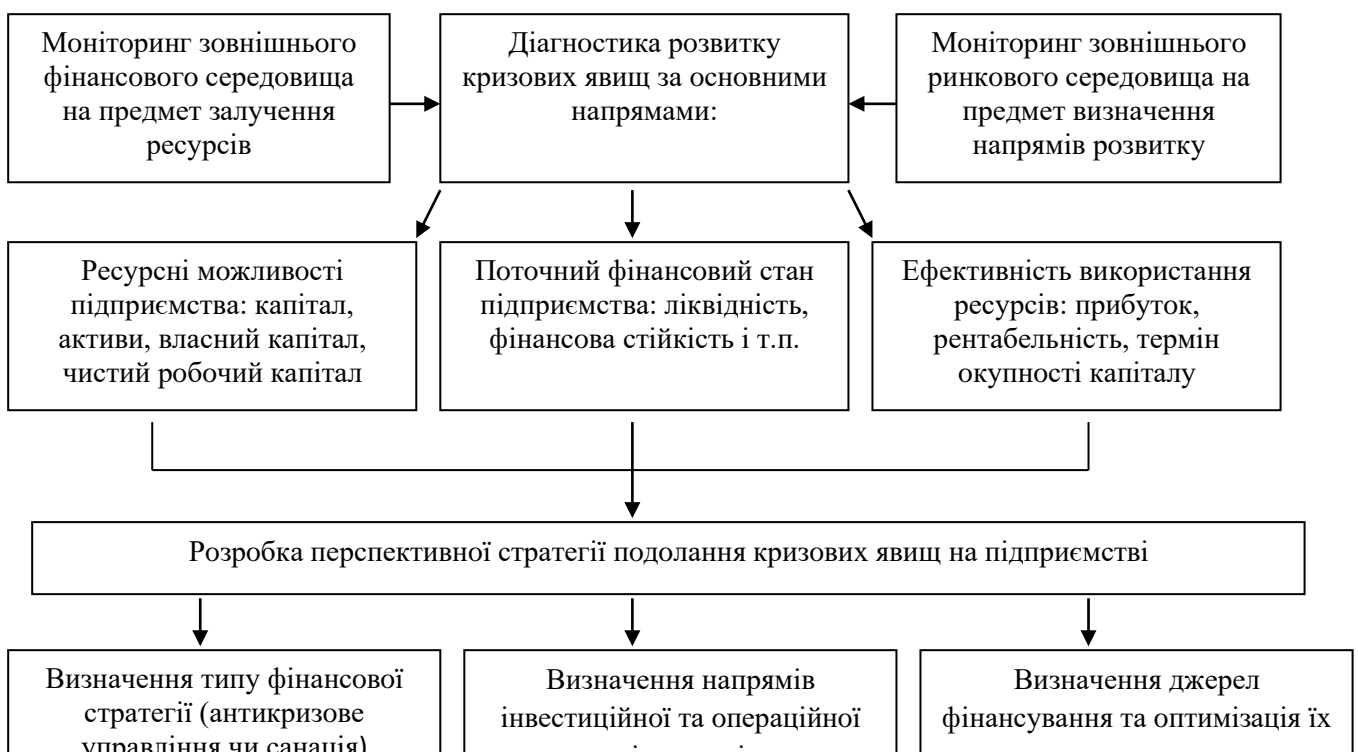 Моніторинг зовнішнього
фінансового середовища
на предмет залучення
ресурсів
Діагностика розвитку
кризових явищ за основними
напрямами:
Моніторинг зовнішнього
ринкового середовища на
предмет визначення
напрямів розвитку
Ресурсні можливості
підприємства: капітал,
активи, власний капітал,
чистий робочий капітал
Поточний фінансовий стан
підприємства: ліквідність,
фінансова стійкість і т.п.
Ефективність використання
ресурсів: прибуток,
рентабельність, термін
окупності капіталу
Розробка перспективної стратегії подолання кризових явищ на підприємстві
Визначення типу фінансової
стратегії (антикризове
управління чи санація)
Визначення напрямів
інвестиційної та операційної
Визначення джерел
фінансування та оптимізація їх